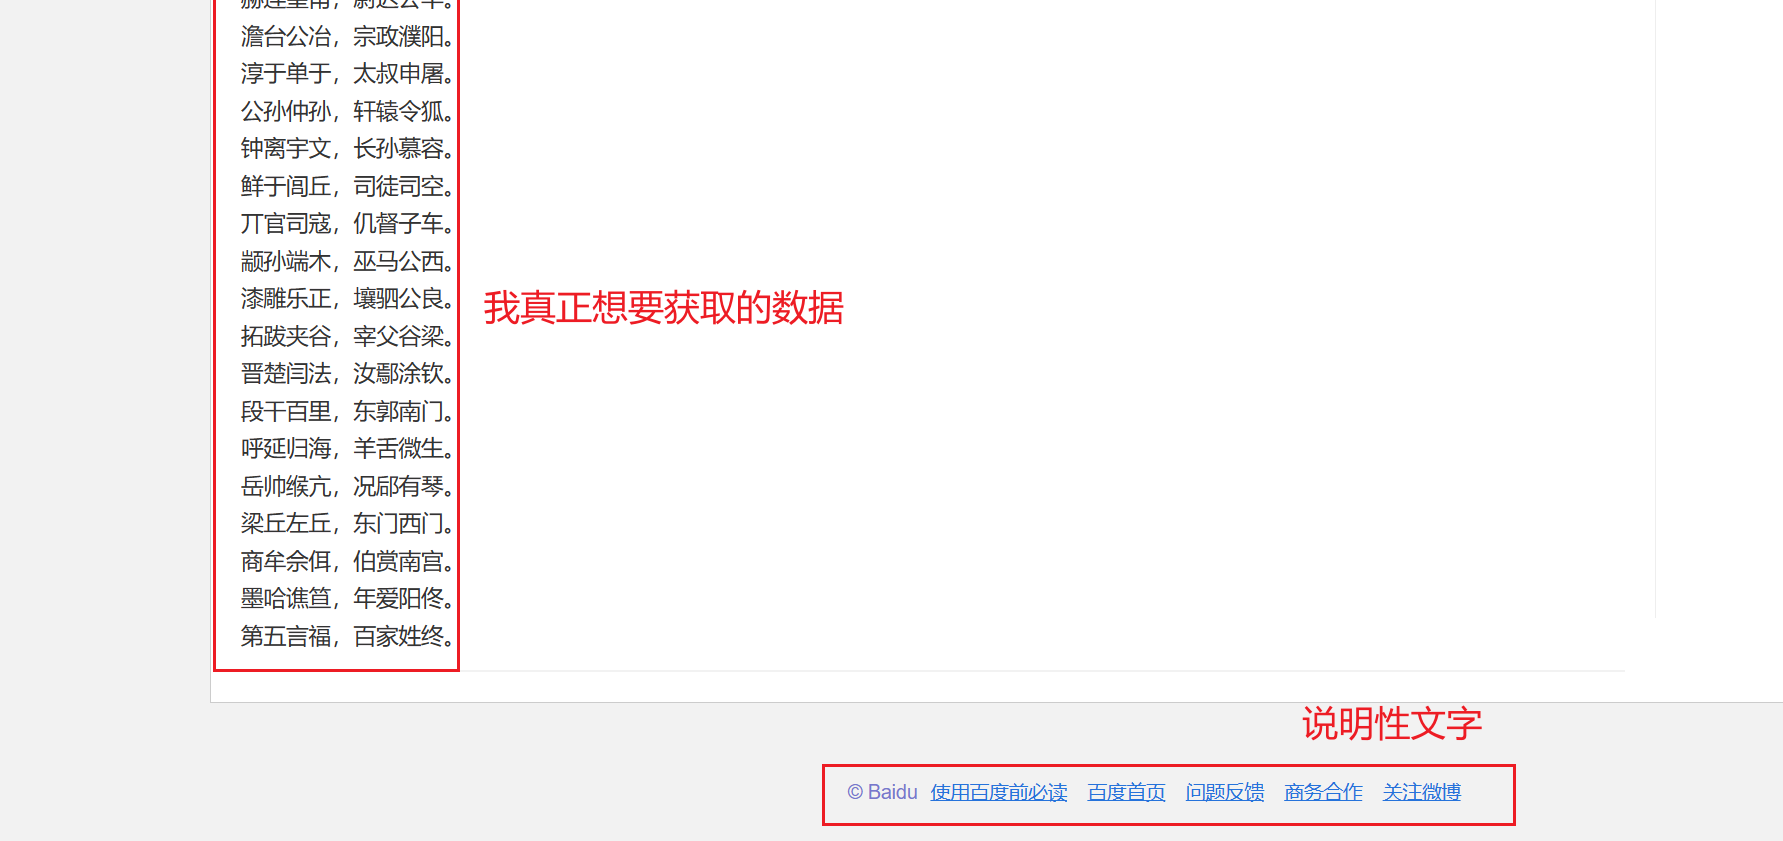 赫连皇甫，尉迟公羊。
澹台公冶，宗政濮阳。
淳于单于，太叔申屠。
公孙仲孙，轩辕令狐。
钟离宇文，长孙慕容。
鲜于闾丘，司徒司空。
亓官司寇，仉督子车。
颛孙端木，巫马公西。
漆雕乐正，壤驷公良。
拓跋夹谷，宰父谷梁。
晋楚闫法，汝鄢涂钦。
段干百里，东郭南门。
呼延归海，羊舌微生。
岳帅缑亢，况郈有琴。
梁丘左丘，东门西门。
商牟佘佴，伯赏南宫。
墨哈谯笪，年爱阳佟。
第五言福，百家姓终。
我真正想要获取的数据
说明性文字
© Baidu 使用百度前必读 百度首页 问题反馈 商务合作 关注微博